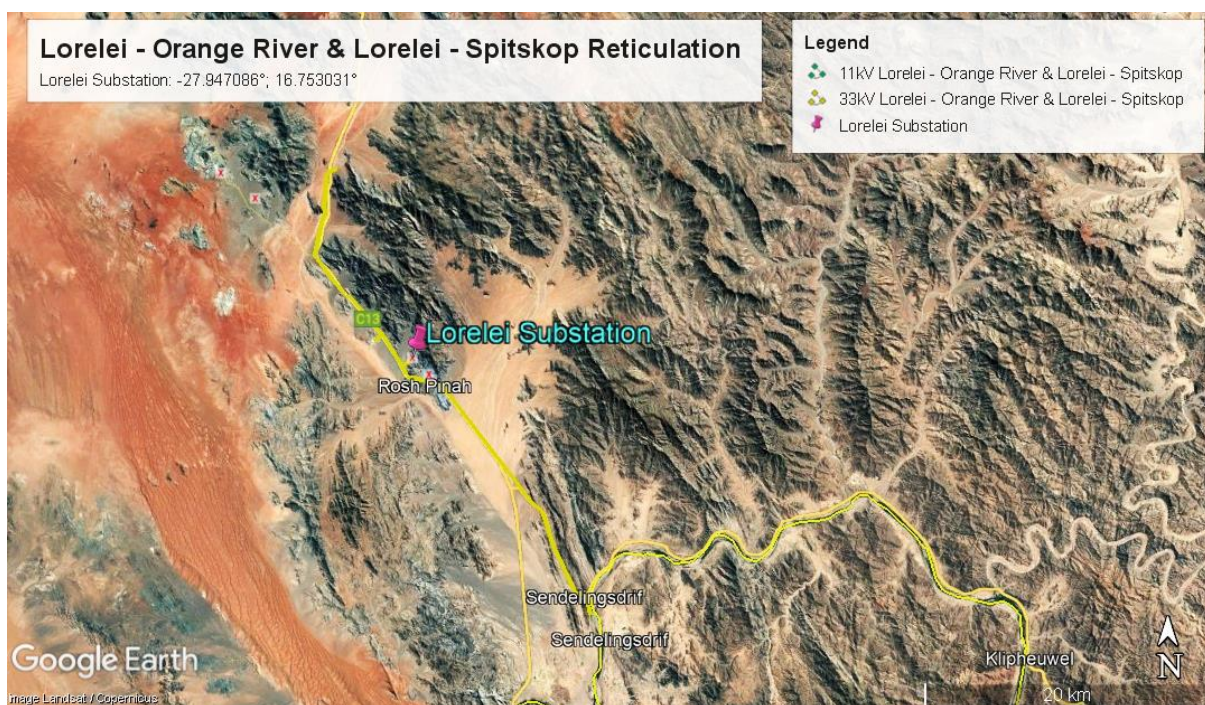 Lorelei - Orange River & Lorelei - Spitskop Reticulation
Lorelei Substation: -27.947086°; 16.753031°
Legend
11kV Lorelei - Orange River & Lorelei - Spitskop
33kV Lorelei - Orange River & Lorelei - Spitskop
Lorelei Substation
C13
Lorelei Substation
Rosh Pinah
Sendelingsdrif
Sendelingsdrif
Klipheuwel
Google Earth
N
Image Landsat / Copernicus
20 km